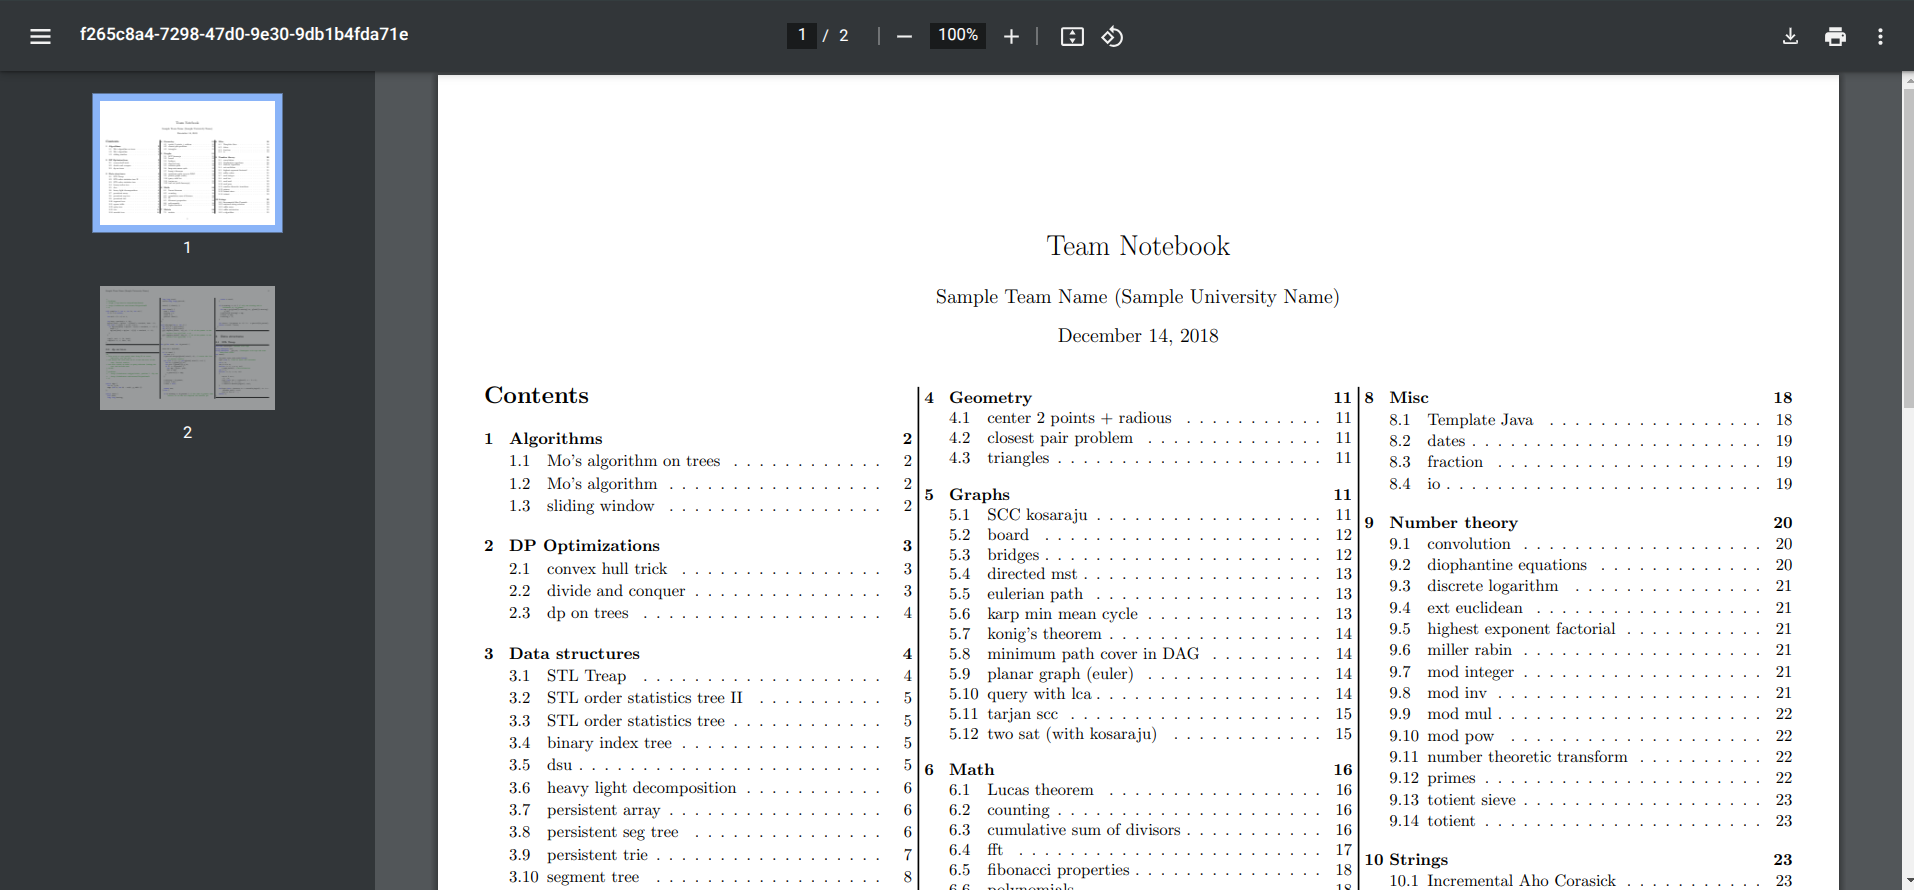 f265c8a4-7298-47d0-9e30-9db1b4fda71e
1 / 2
100%
1
2
Team Notebook
Sample Team Name (Sample University Name)
December 14, 2018
Contents
1 Algorithms 2
1.1 Mo's algorithm on trees . . . . . . . . . . . . 2
1.2 Mo's algorithm . . . . . . . . . . . . . . . . 2
1.3 sliding window . . . . . . . . . . . . . . . . 2
2 DP Optimizations 3
2.1 convex hull trick . . . . . . . . . . . . . . . 3
2.2 divide and conquer . . . . . . . . . . . . . . 3
2.3 dp on trees . . . . . . . . . . . . . . . . . . 4
3 Data structures 4
3.1 STL Treap . . . . . . . . . . . . . . . . . . 4
3.2 STL order statistics tree II . . . . . . . . . . 5
3.3 STL order statistics tree . . . . . . . . . . . . 5
3.4 binary index tree . . . . . . . . . . . . . . . 5
3.5 dsu . . . . . . . . . . . . . . . . . . . . . . . 5
3.6 heavy light decomposition . . . . . . . . . . . 6
3.7 persistent array . . . . . . . . . . . . . . . . 6
3.8 persistent seg tree . . . . . . . . . . . . . . 6
3.9 persistent trie . . . . . . . . . . . . . . . . . 7
3.10 segment tree . . . . . . . . . . . . . . . . . 8
4 Geometry 11
4.1 center 2 points + radious . . . . . . . . . . . 11
4.2 closest pair problem . . . . . . . . . . . . . 11
4.3 triangles . . . . . . . . . . . . . . . . . . . 11
5 Graphs 11
5.1 SCC kosaraju . . . . . . . . . . . . . . . . . 11
5.2 board . . . . . . . . . . . . . . . . . . . . 12
5.3 bridges . . . . . . . . . . . . . . . . . . . . 12
5.4 directed mst . . . . . . . . . . . . . . . . . . 13
5.5 eulerian path . . . . . . . . . . . . . . . . . 13
5.6 karp min mean cycle . . . . . . . . . . . . . 13
5.7 konig's theorem . . . . . . . . . . . . . . . . 14
5.8 minimum path cover in DAG . . . . . . . . . 14
5.9 planar graph (euler) . . . . . . . . . . . . . 14
5.10 query with lca . . . . . . . . . . . . . . . . . 14
5.11 tarjan scc . . . . . . . . . . . . . . . . . . . 15
5.12 two sat (with kosaraju) . . . . . . . . . . . . 15
6 Math 16
6.1 Lucas theorem . . . . . . . . . . . . . . . . 16
6.2 counting . . . . . . . . . . . . . . . . . . . 16
6.3 cumulative sum of divisors . . . . . . . . . . . 16
6.4 fft . . . . . . . . . . . . . . . . . . . . . . 17
6.5 fibonacci properties . . . . . . . . . . . . . . 18
6.6 polynomials 18
8 Misc 18
8.1 Template Java . . . . . . . . . . . . . . . . 18
8.2 dates . . . . . . . . . . . . . . . . . . . . . 19
8.3 fraction . . . . . . . . . . . . . . . . . . . 19
8.4 io . . . . . . . . . . . . . . . . . . . . . . . 19
9 Number theory 20
9.1 convolution . . . . . . . . . . . . . . . . . . 20
9.2 diophantine equations . . . . . . . . . . . . 20
9.3 discrete logarithm . . . . . . . . . . . . . . 21
9.4 ext euclidean . . . . . . . . . . . . . . . . . 21
9.5 highest exponent factorial . . . . . . . . . . . 21
9.6 miller rabin . . . . . . . . . . . . . . . . . . 21
9.7 mod integer . . . . . . . . . . . . . . . . . . 21
9.8 mod inv . . . . . . . . . . . . . . . . . . . . 21
9.9 mod mul . . . . . . . . . . . . . . . . . . . . 22
9.10 mod pow . . . . . . . . . . . . . . . . . . . 22
9.11 number theoretic transform . . . . . . . . . . 22
9.12 primes . . . . . . . . . . . . . . . . . . . . . 22
9.13 totient sieve . . . . . . . . . . . . . . . . . . 23
9.14 totient . . . . . . . . . . . . . . . . . . . . . 23
10 Strings 23
10.1 Incremental Aho Corasick . . . . . . . . . . . 23